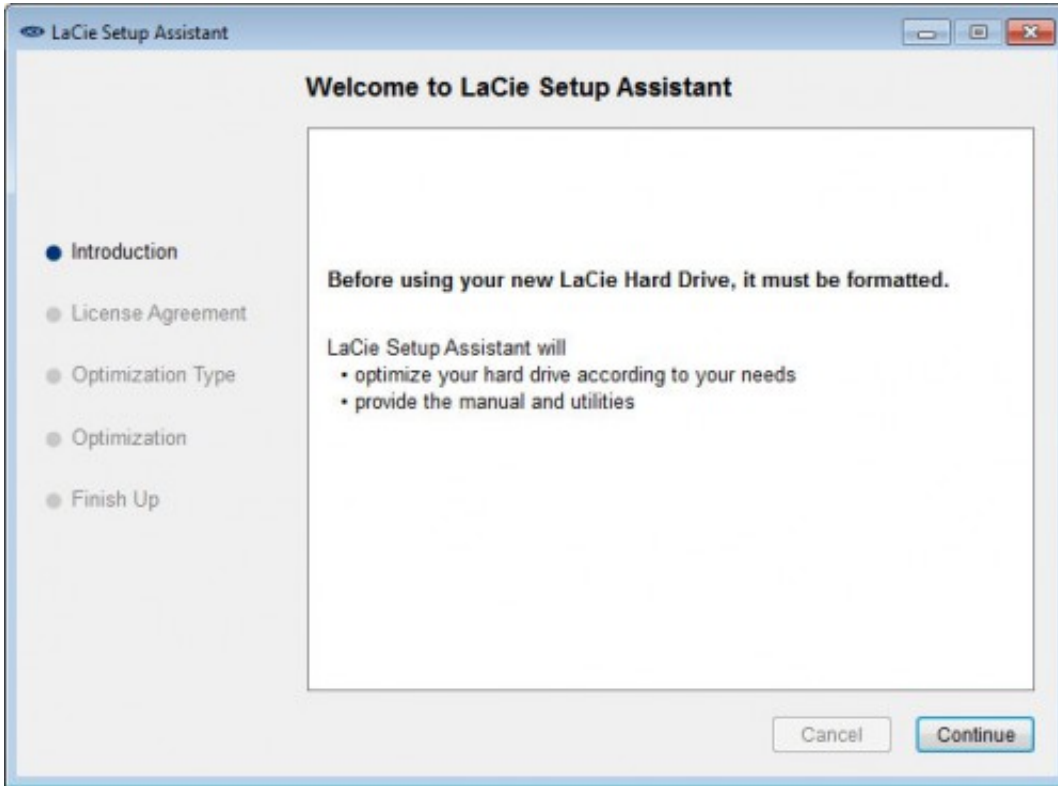 LaCie Setup Assistant
Welcome to LaCie Setup Assistant
Introduction
License Agreement
Optimization Type
Optimization
Finish Up
Before using your new LaCie Hard Drive, it must be formatted.
LaCie Setup Assistant will
• optimize your hard drive according to your needs
• provide the manual and utilities
Cancel
Continue